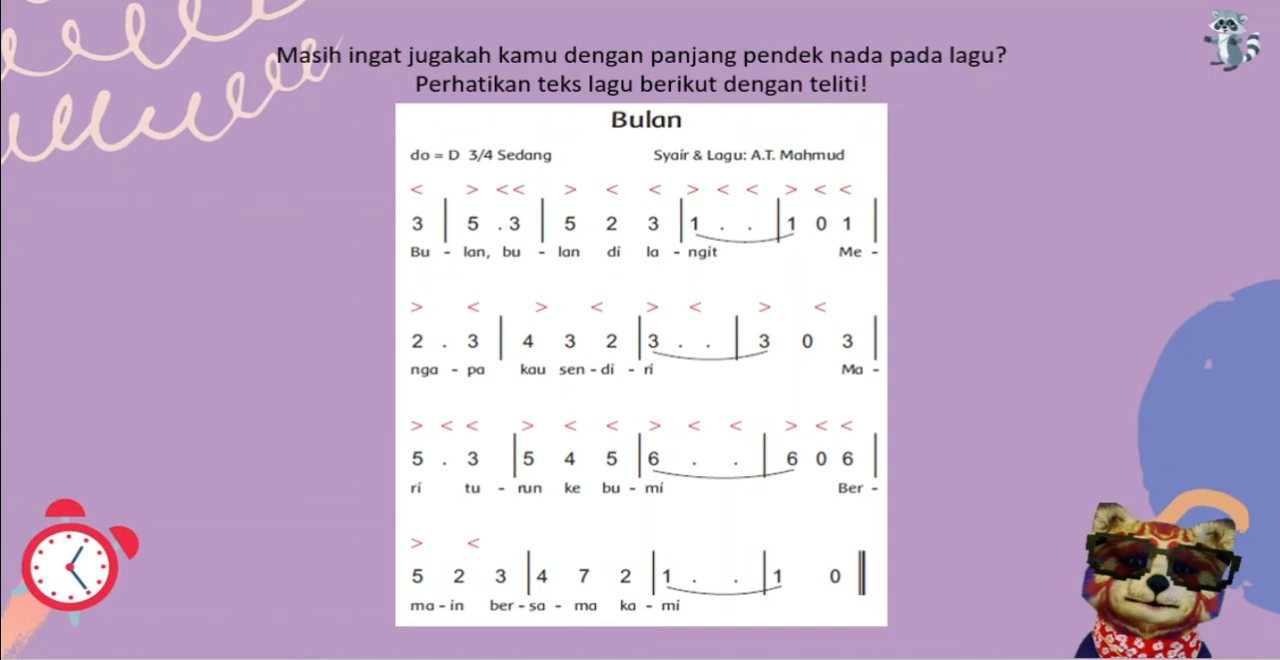 Masih ingat jugakah kamu dengan panjang pendek nada pada lagu?
Perhatikan teks lagu berikut dengan teliti!
Bulan
do = D 3/4 Sedang Syair & Lagu: A.T. Mahmud
< > < < > < < > < < > < <
3 | 5 . 3 | 5 2 3 | 1 . . | 1 0 1 |
Bu - lan, bu - lan di la - ngit Me -
> < > < > < > <
2 . 3 | 4 3 2 | 3 . . | 3 0 3 |
nga - pa kau sen - di - ri Ma -
> < < > < < > < < > < <
5 . 3 | 5 4 5 | 6 . . | 6 0 6 |
ri tu - run ke bu - mi Ber -
> <
5 2 3 | 4 7 2 | 1 . . | 1 0 ||
ma - in ber - sa - ma ka - mi